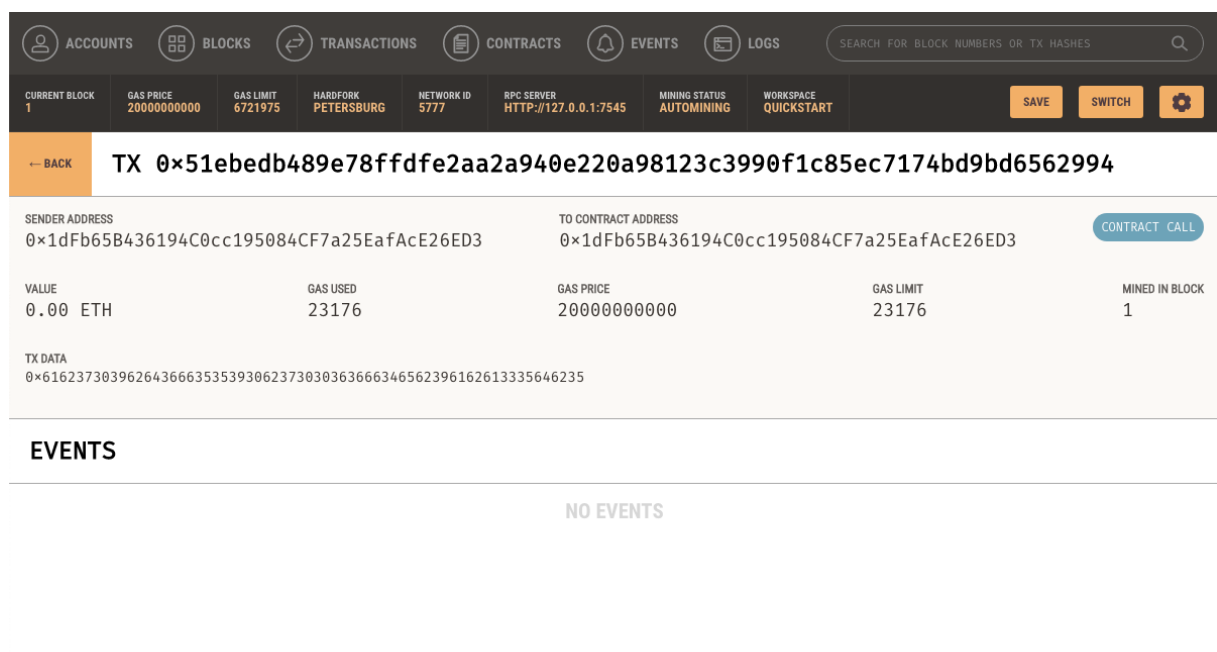 ACCOUNTS BLOCKS TRANSACTIONS CONTRACTS EVENTS LOGS SEARCH FOR BLOCK NUMBERS OR TX HASHES
CURRENT BLOCK GAS PRICE GAS LIMIT HARDFORK NETWORK ID RPC SERVER MINING STATUS WORKSPACE
1 20000000000 6721975 PETERSBURG 5777 HTTP://127.0.0.1:7545 AUTOMINING QUICKSTART SAVE SWITCH
← BACK TX 0×51ebedb489e78ffdfe2aa2a940e220a98123c3990f1c85ec7174bd9bd6562994
SENDER ADDRESS TO CONTRACT ADDRESS
0×1dFb65B436194C0cc195084CF7a25EafAcE26ED3 0×1dFb65B436194C0cc195084CF7a25EafAcE26ED3 CONTRACT CALL
VALUE GAS USED GAS PRICE GAS LIMIT MINED IN BLOCK
0.00 ETH 23176 20000000000 23176 1
TX DATA
0×6162373039626436663535393062373030363666346562396162613335646235
EVENTS
NO EVENTS